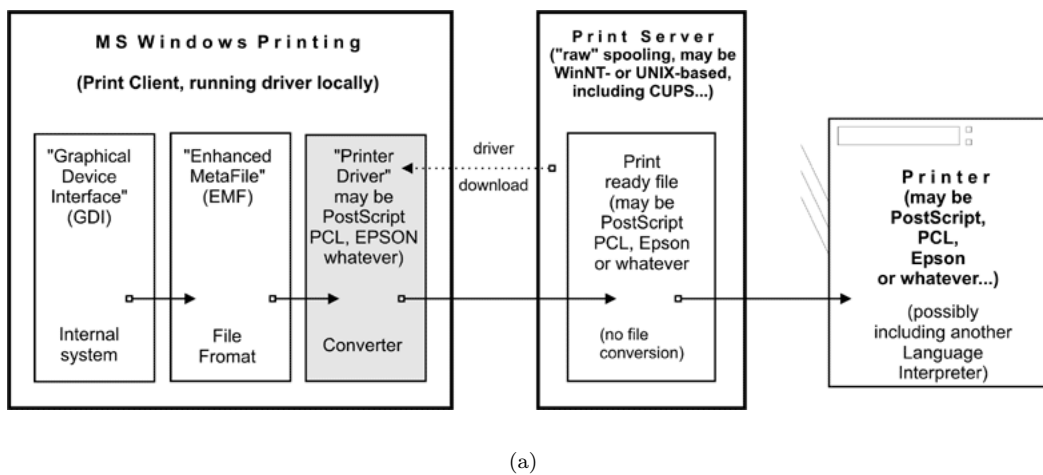 MS Windows Printing
(Print Client, running driver locally)
"Graphical
Device
Interface"
(GDI)
Internal
system
"Enhanced
MetaFile"
(EMF)
File
Fromat
"Printer
Driver"
may be
PostScript
PCL, EPSON
whatever)
Converter
driver
download
Print Server
("raw" spooling, may be
WinNT- or UNIX-based,
including CUPS...)
Print
ready file
(may be
PostScript
PCL, Epson
or whatever
(no file
conversion)
Printer
(may be
PostScript,
PCL,
Epson
or whatever...)
(possibly
including another
Language
Interpreter)
(a)